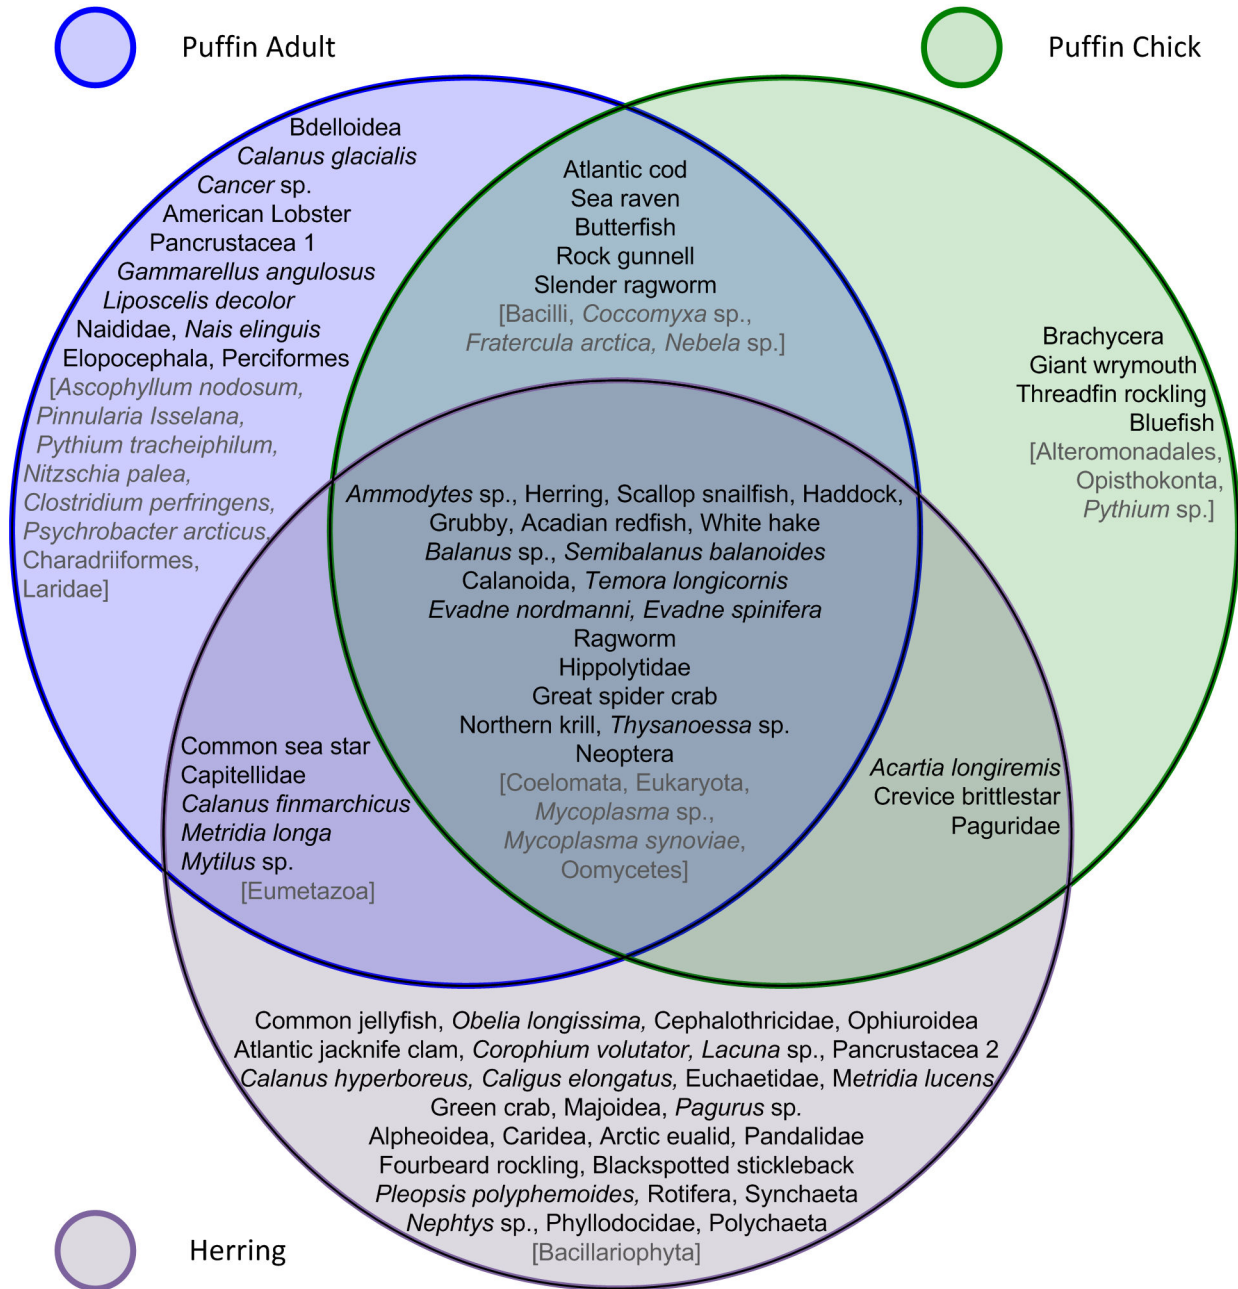 Puffin Adult
Puffin Chick
Bdelloidea
Calanus glacialis
Cancer sp.
American Lobster
Pancrustacea 1
Gammarellus angulosus
Liposcelis decolor
Naididae, Nais elinguis
Elopocephala, Perciformes
[Ascophyllum nodosum,
Pinnularia Isselana,
Pythium tracheiphilum,
Nitzschia palea,
Clostridium perfringens,
Psychrobacter arcticus,
Charadriiformes,
Laridae]
Atlantic cod
Sea raven
Butterfish
Rock gunnell
Slender ragworm
[Bacilli, Coccomyxa sp.,
Fratercula arctica, Nebela sp.]
Brachycera
Giant wrymouth
Threadfin rockling
Bluefish
[Alteromonadales,
Opisthokonta,
Pythium sp.]
Ammodytes sp., Herring, Scallop snailfish, Haddock,
Grubby, Acadian redfish, White hake
Balanus sp., Semibalanus balanoides
Calanoida, Temora longicornis
Evadne nordmanni, Evadne spinifera
Ragworm
Hippolytidae
Great spider crab
Northern krill, Thysanoessa sp.
Neoptera
[Coelomata, Eukaryota,
Mycoplasma sp.,
Mycoplasma synoviae,
Oomycetes]
Common sea star
Capitellidae
Calanus finmarchicus
Metridia longa
Mytilus sp.
[Eumetazoa]
Acartia longiremis
Crevice brittlestar
Paguridae
Common jellyfish, Obelia longissima, Cephalothricidae, Ophiuroidea
Atlantic jacknife clam, Corophium volutator, Lacuna sp., Pancrustacea 2
Calanus hyperboreus, Caligus elongatus, Euchaetidae, Metridia lucens
Green crab, Majoidea, Pagurus sp.
Alpheoidea, Caridea, Arctic eualid, Pandalidae
Fourbeard rockling, Blackspotted stickleback
Pleopsis polyphemoides, Rotifera, Synchaeta
Nephtys sp., Phyllodocidae, Polychaeta
[Bacillariophyta]
Herring